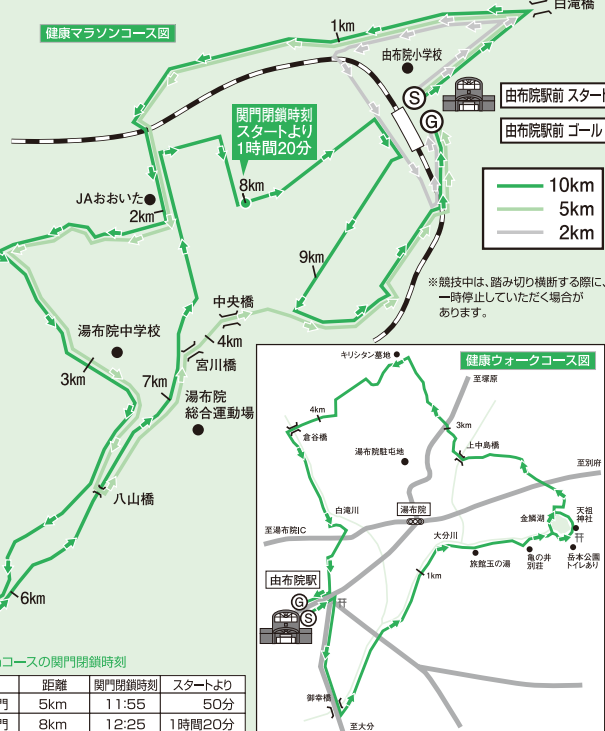 白滝橋
健康マラソンコース図
1km
由布院小学校
S
由布院駅前 スタート
G
由布院駅前 ゴール
関門閉鎖時刻
スタートより
1時間20分
8km
JAおおいた
2km
10km
5km
2km
9km
※競技中は、踏み切り横断する際に、
一時停止していただく場合が
あります。
中央橋
4km
湯布院中学校
宮川橋
3km
7km
湯布院
総合運動場
八山橋
6km
健康ウォークコース図
キリシタン墓地
至塚原
4km
3km
倉谷橋
上中島橋
湯布院駐屯地
至別府
白滝川
湯布院
金鱗湖
天祖
神社
至湯布院IC
大分川
旅館玉の湯
亀の井
別荘
岳本公園
トイレあり
1km
由布院駅
G
S
御幸橋
至大分
コースの関門閉鎖時刻
距離 関門閉鎖時刻 スタートより
門 5km 11:55 50分
門 8km 12:25 1時間20分